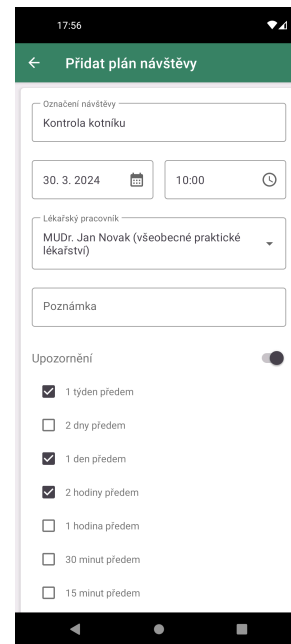 17:56
Přidat plán návštěvy
Označení návštěvy
Kontrola kotníku
30. 3. 2024
10:00
Lékařský pracovník
MUDr. Jan Novak (všeobecné praktické
lékařství)
Poznámka
Upozornění
1 týden předem
2 dny předem
1 den předem
2 hodiny předem
1 hodina předem
30 minut předem
15 minut předem